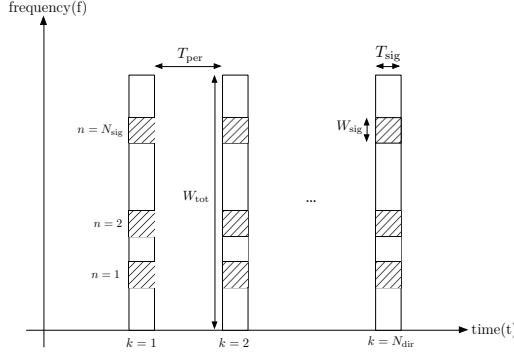 frequency(f)
T_per
T_sig
n = N_sig
W_sig
W_tot
...
n = 2
n = 1
time(t)
k = 1
k = 2
k = N_dir